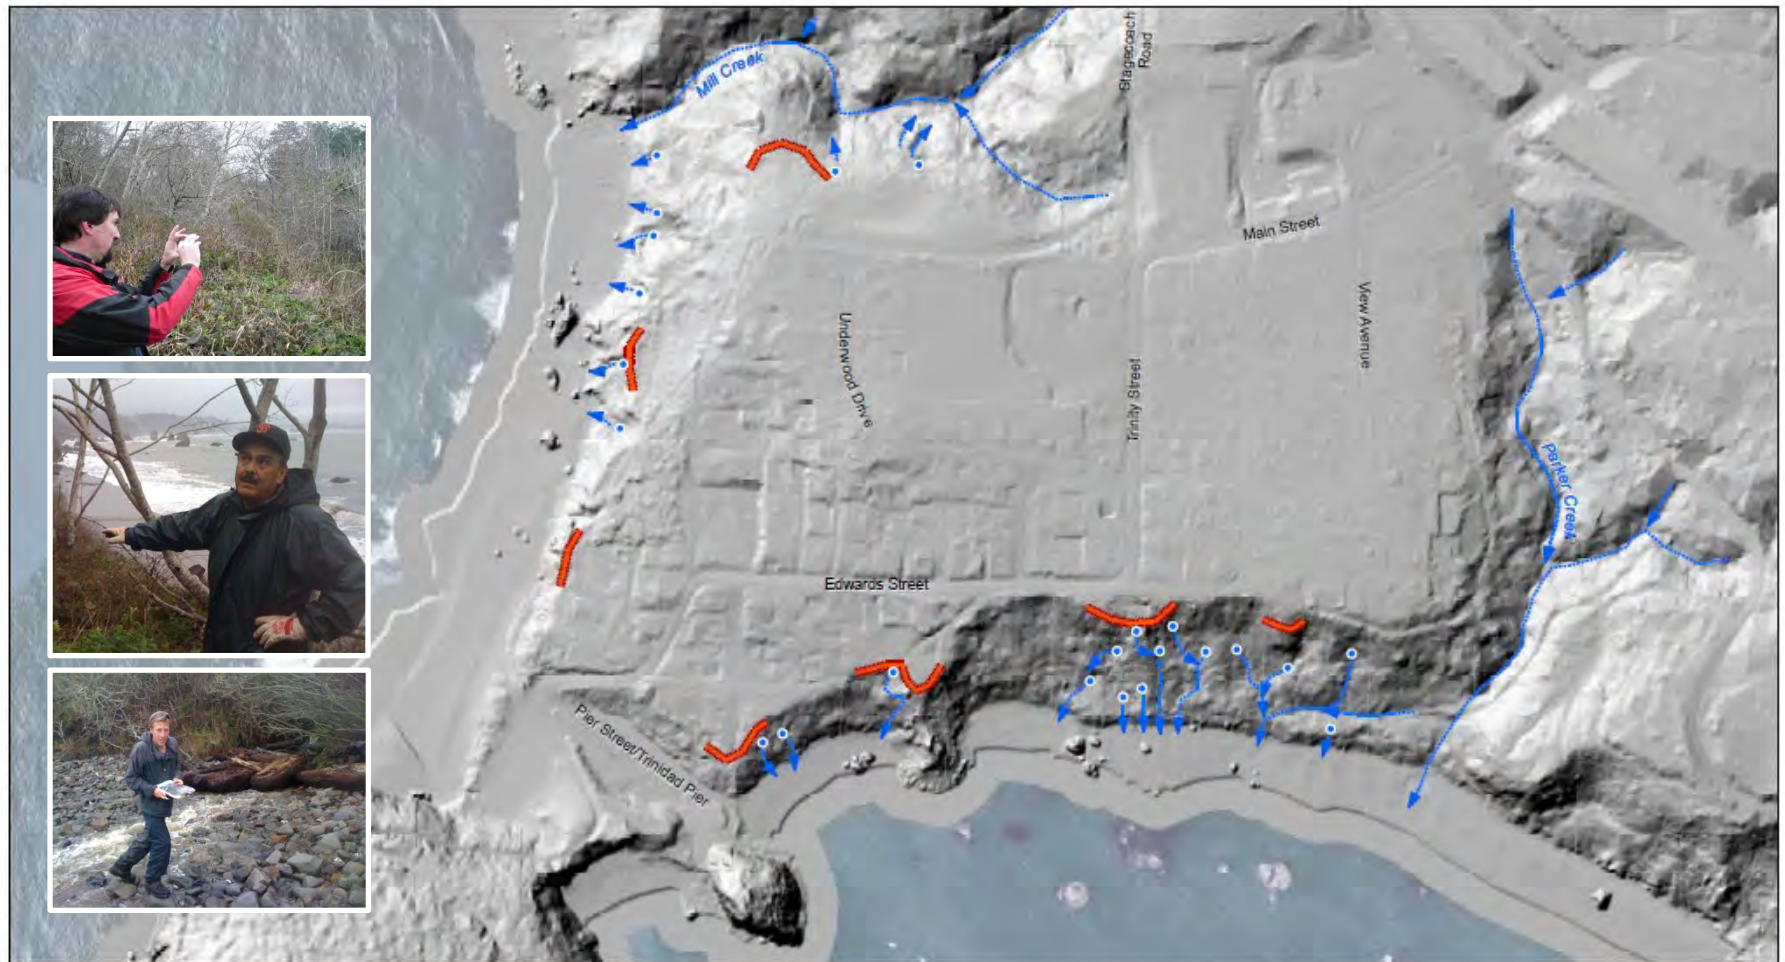 Mill Creek
Stagecoach
Road
Main Street
View Avenue
Underwood Drive
Trinity Street
Parker Creek
Edwards Street
Pier Street/Trinidad Pier